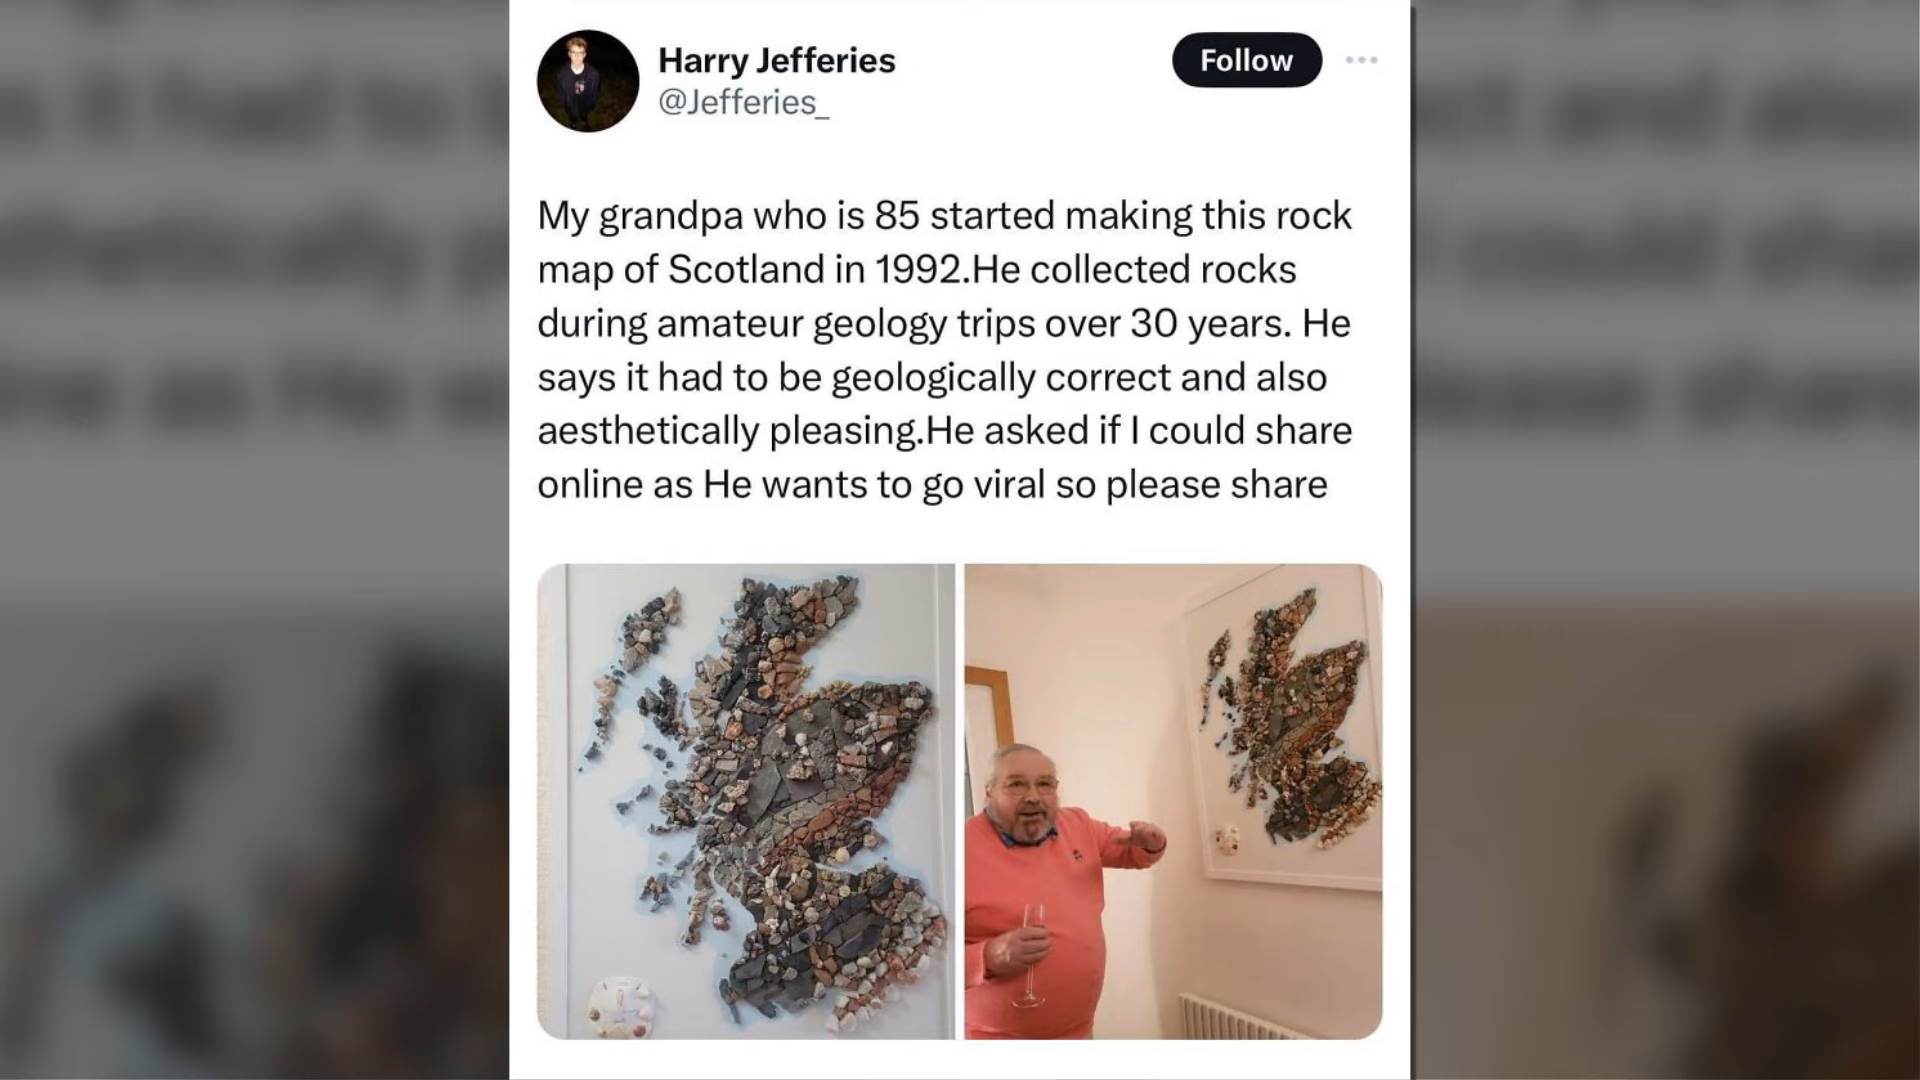 Harry Jefferies
@Jefferies_
Follow
My grandpa who is 85 started making this rock
map of Scotland in 1992.He collected rocks
during amateur geology trips over 30 years. He
says it had to be geologically correct and also
aesthetically pleasing.He asked if I could share
online as He wants to go viral so please share